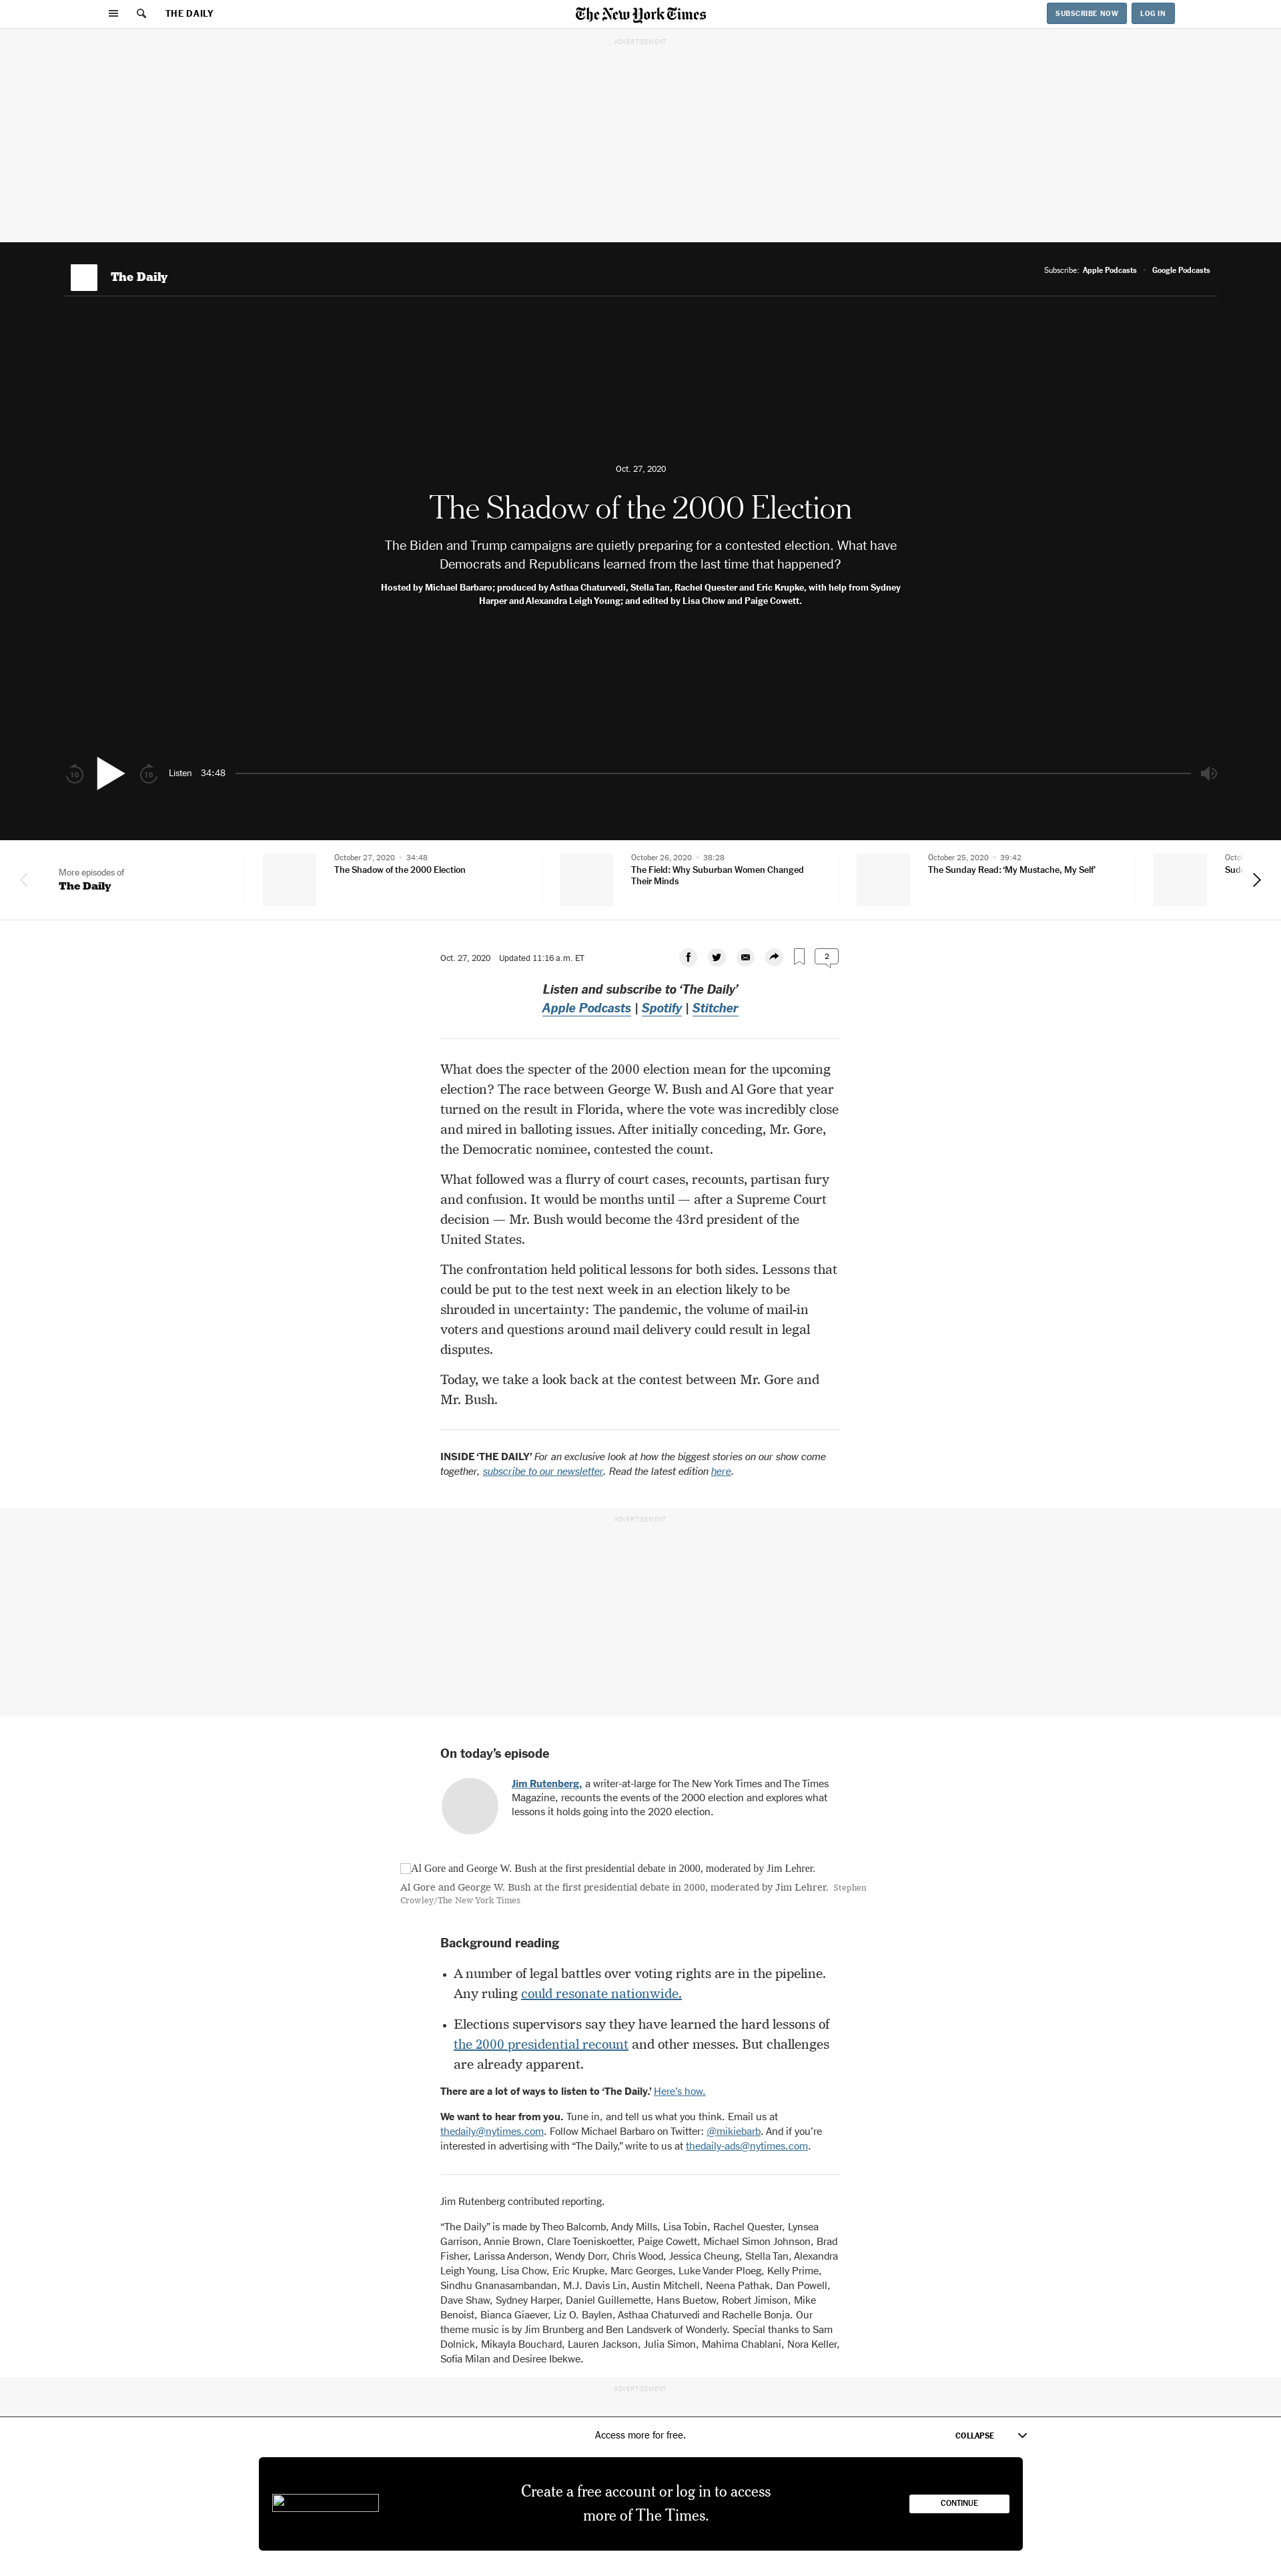 THE DAILY
The New York Times
SUBSCRIBE NOW
LOG IN
ADVERTISEMENT
The Daily
Subscribe: Apple Podcasts • Google Podcasts
Oct. 27, 2020
The Shadow of the 2000 Election
The Biden and Trump campaigns are quietly preparing for a contested election. What have
Democrats and Republicans learned from the last time that happened?
Hosted by Michael Barbaro; produced by Asthaa Chaturvedi, Stella Tan, Rachel Quester and Eric Krupke, with help from Sydney
Harper and Alexandra Leigh Young; and edited by Lisa Chow and Paige Cowett.
10
10
Listen 34:48
More episodes of
The Daily
October 27, 2020 • 34:48
The Shadow of the 2000 Election
October 26, 2020 • 38:28
The Field: Why Suburban Women Changed
Their Minds
October 25, 2020 • 39:42
The Sunday Read: ‘My Mustache, My Self’
Oct. 27, 2020 Updated 11:16 a.m. ET
2
Listen and subscribe to ‘The Daily’
Apple Podcasts | Spotify | Stitcher
What does the specter of the 2000 election mean for the upcoming
election? The race between George W. Bush and Al Gore that year
turned on the result in Florida, where the vote was incredibly close
and mired in balloting issues. After initially conceding, Mr. Gore,
the Democratic nominee, contested the count.
What followed was a flurry of court cases, recounts, partisan fury
and confusion. It would be months until — after a Supreme Court
decision — Mr. Bush would become the 43rd president of the
United States.
The confrontation held political lessons for both sides. Lessons that
could be put to the test next week in an election likely to be
shrouded in uncertainty: The pandemic, the volume of mail-in
voters and questions around mail delivery could result in legal
disputes.
Today, we take a look back at the contest between Mr. Gore and
Mr. Bush.
INSIDE ‘THE DAILY’ For an exclusive look at how the biggest stories on our show come
together, subscribe to our newsletter. Read the latest edition here.
ADVERTISEMENT
On today’s episode
Jim Rutenberg, a writer-at-large for The New York Times and The Times
Magazine, recounts the events of the 2000 election and explores what
lessons it holds going into the 2020 election.
Al Gore and George W. Bush at the first presidential debate in 2000, moderated by Jim Lehrer.
Al Gore and George W. Bush at the first presidential debate in 2000, moderated by Jim Lehrer. Stephen
Crowley/The New York Times
Background reading
• A number of legal battles over voting rights are in the pipeline.
Any ruling could resonate nationwide.
• Elections supervisors say they have learned the hard lessons of
the 2000 presidential recount and other messes. But challenges
are already apparent.
There are a lot of ways to listen to ‘The Daily.’ Here’s how.
We want to hear from you. Tune in, and tell us what you think. Email us at
thedaily@nytimes.com. Follow Michael Barbaro on Twitter: @mikiebarb. And if you’re
interested in advertising with “The Daily,” write to us at thedaily-ads@nytimes.com.
Jim Rutenberg contributed reporting.
“The Daily” is made by Theo Balcomb, Andy Mills, Lisa Tobin, Rachel Quester, Lynsea
Garrison, Annie Brown, Clare Toeniskoetter, Paige Cowett, Michael Simon Johnson, Brad
Fisher, Larissa Anderson, Wendy Dorr, Chris Wood, Jessica Cheung, Stella Tan, Alexandra
Leigh Young, Lisa Chow, Eric Krupke, Marc Georges, Luke Vander Ploeg, Kelly Prime,
Sindhu Gnanasambandan, M.J. Davis Lin, Austin Mitchell, Neena Pathak, Dan Powell,
Dave Shaw, Sydney Harper, Daniel Guillemette, Hans Buetow, Robert Jimison, Mike
Benoist, Bianca Giaever, Liz O. Baylen, Asthaa Chaturvedi and Rachelle Bonja. Our
theme music is by Jim Brunberg and Ben Landsverk of Wonderly. Special thanks to Sam
Dolnick, Mikayla Bouchard, Lauren Jackson, Julia Simon, Mahima Chablani, Nora Keller,
Sofia Milan and Desiree Ibekwe.
ADVERTISEMENT
Access more for free.
COLLAPSE
Create a free account or log in to access
more of The Times.
CONTINUE